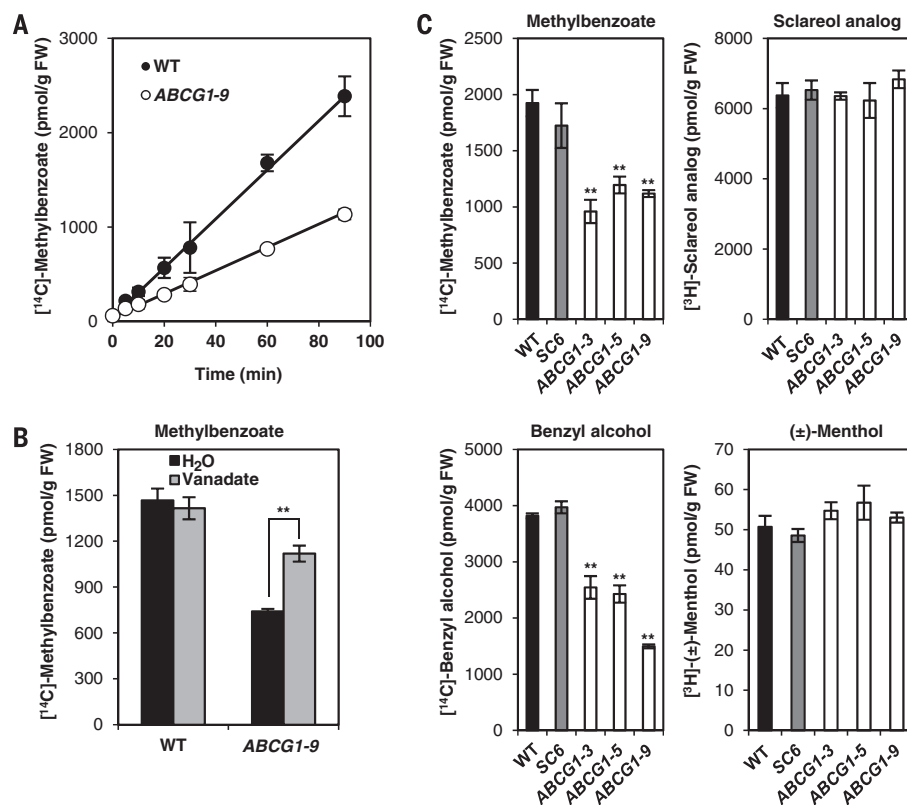 A
[¹⁴C]-Methylbenzoate (pmol/g FW)
3000
2000
1000
0
WT
ABCG1-9
0 20 40 60 80 100
Time (min)
B
Methylbenzoate
[¹⁴C]-Methylbenzoate (pmol/g FW)
1800
1500
1200
900
600
300
0
H₂O
Vanadate
**
WT ABCG1-9
C
Methylbenzoate
[¹⁴C]-Methylbenzoate (pmol/g FW)
2500
2000
1500
1000
500
0
** ** **
WT SC6 ABCG1-3 ABCG1-5 ABCG1-9
Sclareol analog
[³H]-Sclareol analog (pmol/g FW)
8000
6000
4000
2000
0
WT SC6 ABCG1-3 ABCG1-5 ABCG1-9
Benzyl alcohol
[¹⁴C]-Benzyl alcohol (pmol/g FW)
5000
4000
3000
2000
1000
0
** ** **
WT SC6 ABCG1-3 ABCG1-5 ABCG1-9
(±)-Menthol
[³H]-(±)-Menthol (pmol/g FW)
70
60
50
40
30
20
10
0
WT SC6 ABCG1-3 ABCG1-5 ABCG1-9